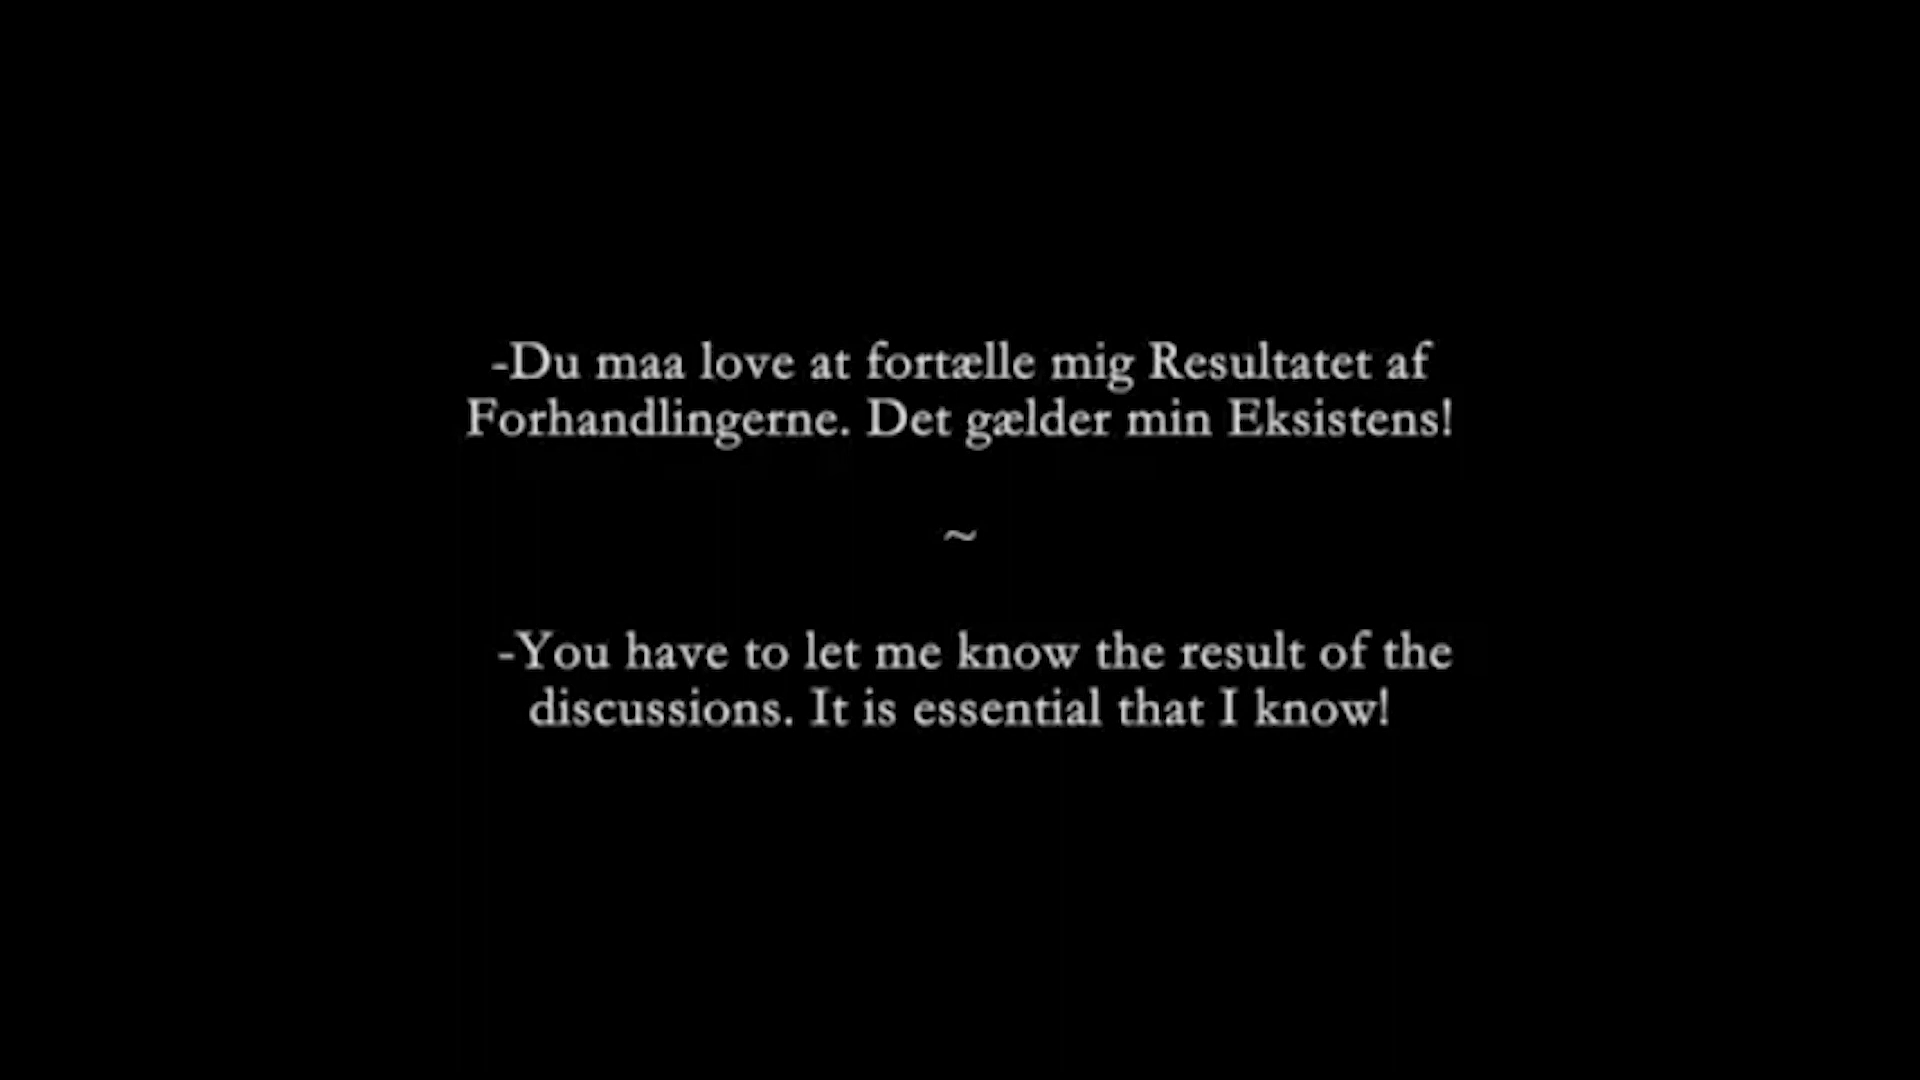 -Du maa love at fortælle mig Resultatet af
Forhandlingerne. Det gælder min Eksistens!
~
-You have to let me know the result of the
discussions. It is essential that I know!